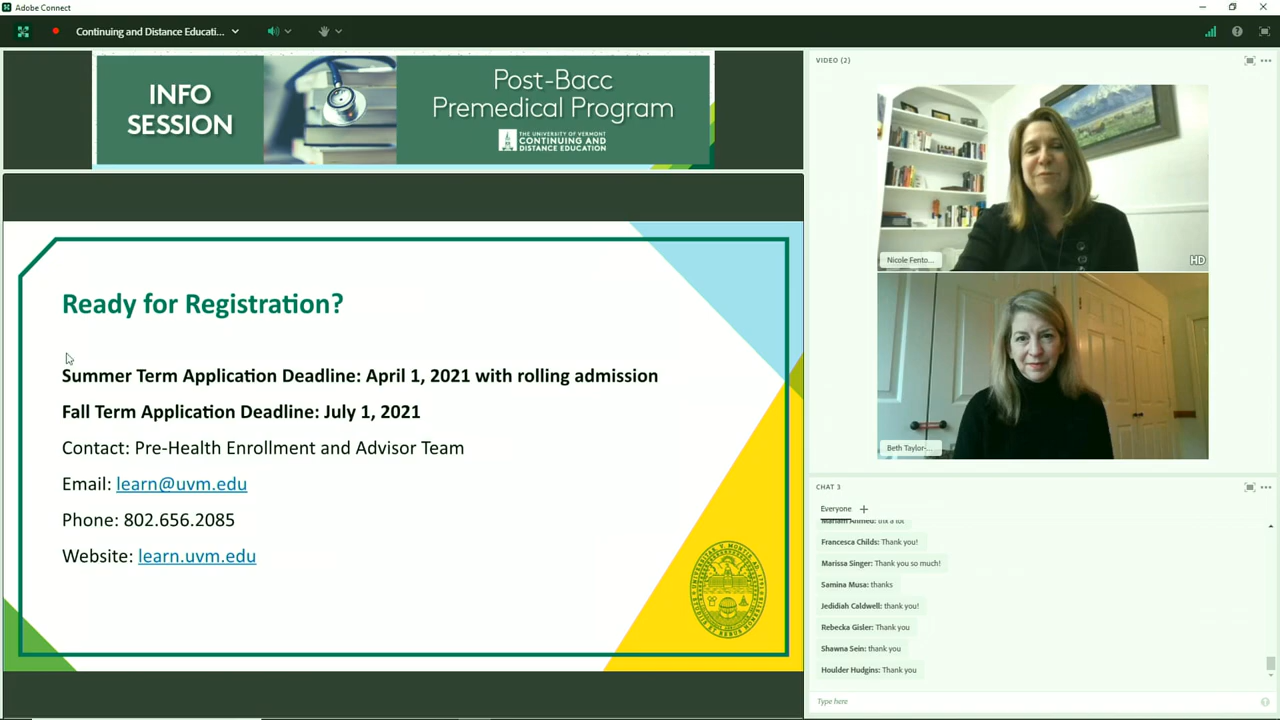 Adobe Connect
Continuing and Distance Educati...
INFO
SESSION
Post-Bacc
Premedical Program
THE UNIVERSITY OF VERMONT
CONTINUING AND
DISTANCE EDUCATION
Ready for Registration?
Summer Term Application Deadline: April 1, 2021 with rolling admission
Fall Term Application Deadline: July 1, 2021
Contact: Pre-Health Enrollment and Advisor Team
Email: learn@uvm.edu
Phone: 802.656.2085
Website: learn.uvm.edu
VIDEO (2)
Nicole Fento...
HD
Beth Taylor-...
CHAT 3
Everyone
Mariam Ahmed: thx a lot
Francesca Childs: Thank you!
Marissa Singer: Thank you so much!
Samina Musa: thanks
Jedidiah Caldwell: thank you!
Rebecka Gisler: Thank you
Shawna Sein: thank you
Houlder Hudgins: Thank you
Type here